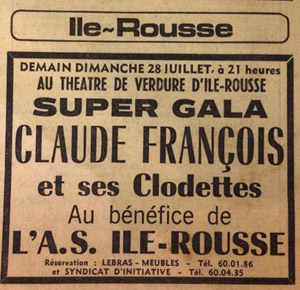 Ile~Rousse
DEMAIN DIMANCHE 28 JUILLET, à 21 heures
AU THEATRE DE VERDURE D'ILE-ROUSSE
SUPER GALA
CLAUDE FRANÇOIS
et ses Clodettes
Au bénéfice de
L'A.S. ILE-ROUSSE
Réservation : LEBRAS - MEUBLES - Tél. 60.01.86
et SYNDICAT D'INITIATIVE - Tél. 60.04.35